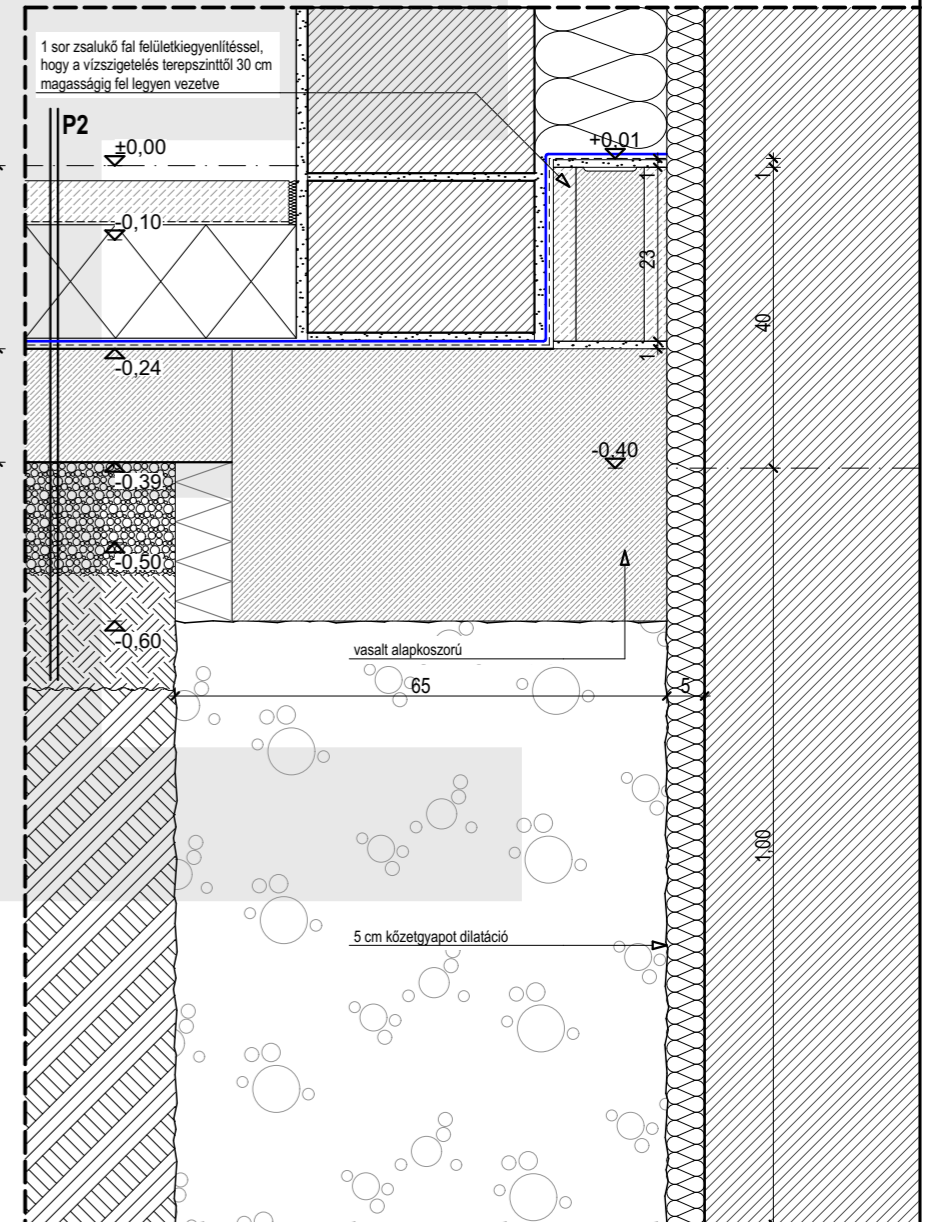 1 sor zsalukő fal felületkiegyenlítéssel,
hogy a vízszigetelés terepszinttől 30 cm
magasságig fel legyen vezetve
P2
±0,00
+0,01
1
-0,10
23
40
1
-0,24
-0,40
-0,39
-0,50
-0,60
vasalt alapkoszorú
65
5
1,00
5 cm kőzetgyapot dilatáció